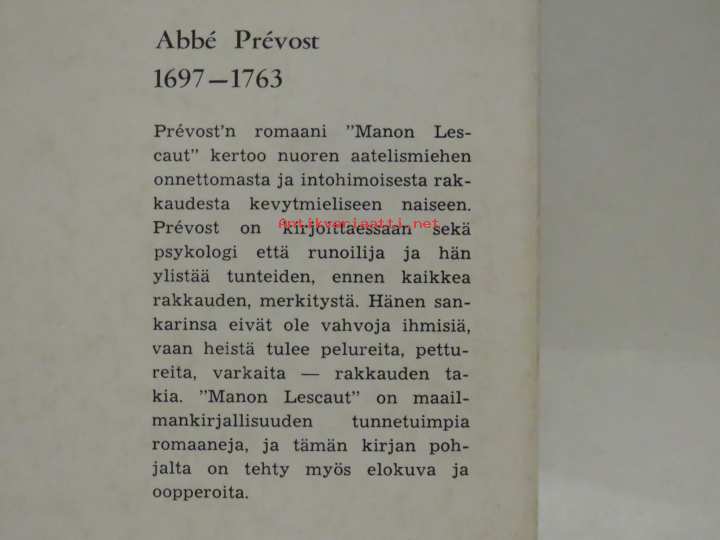 Abbé Prévost
1697—1763
Prévost'n romaani "Manon Les-
caut" kertoo nuoren aatelismiehen
onnettomasta ja intohimoisesta rak-
kaudesta kevytmieliseen naiseen.
Antikvariaatti.net
Prévost on kirjoittaessaan sekä
psykologi että runoilija ja hän
ylistää tunteiden, ennen kaikkea
rakkauden, merkitystä. Hänen san-
karinsa eivät ole vahvoja ihmisiä,
vaan heistä tulee pelureita, pettu-
reita, varkaita — rakkauden ta-
kia. "Manon Lescaut" on maail-
mankirjallisuuden tunnetuimpia
romaaneja, ja tämän kirjan poh-
jalta on tehty myös elokuva ja
oopperoita.